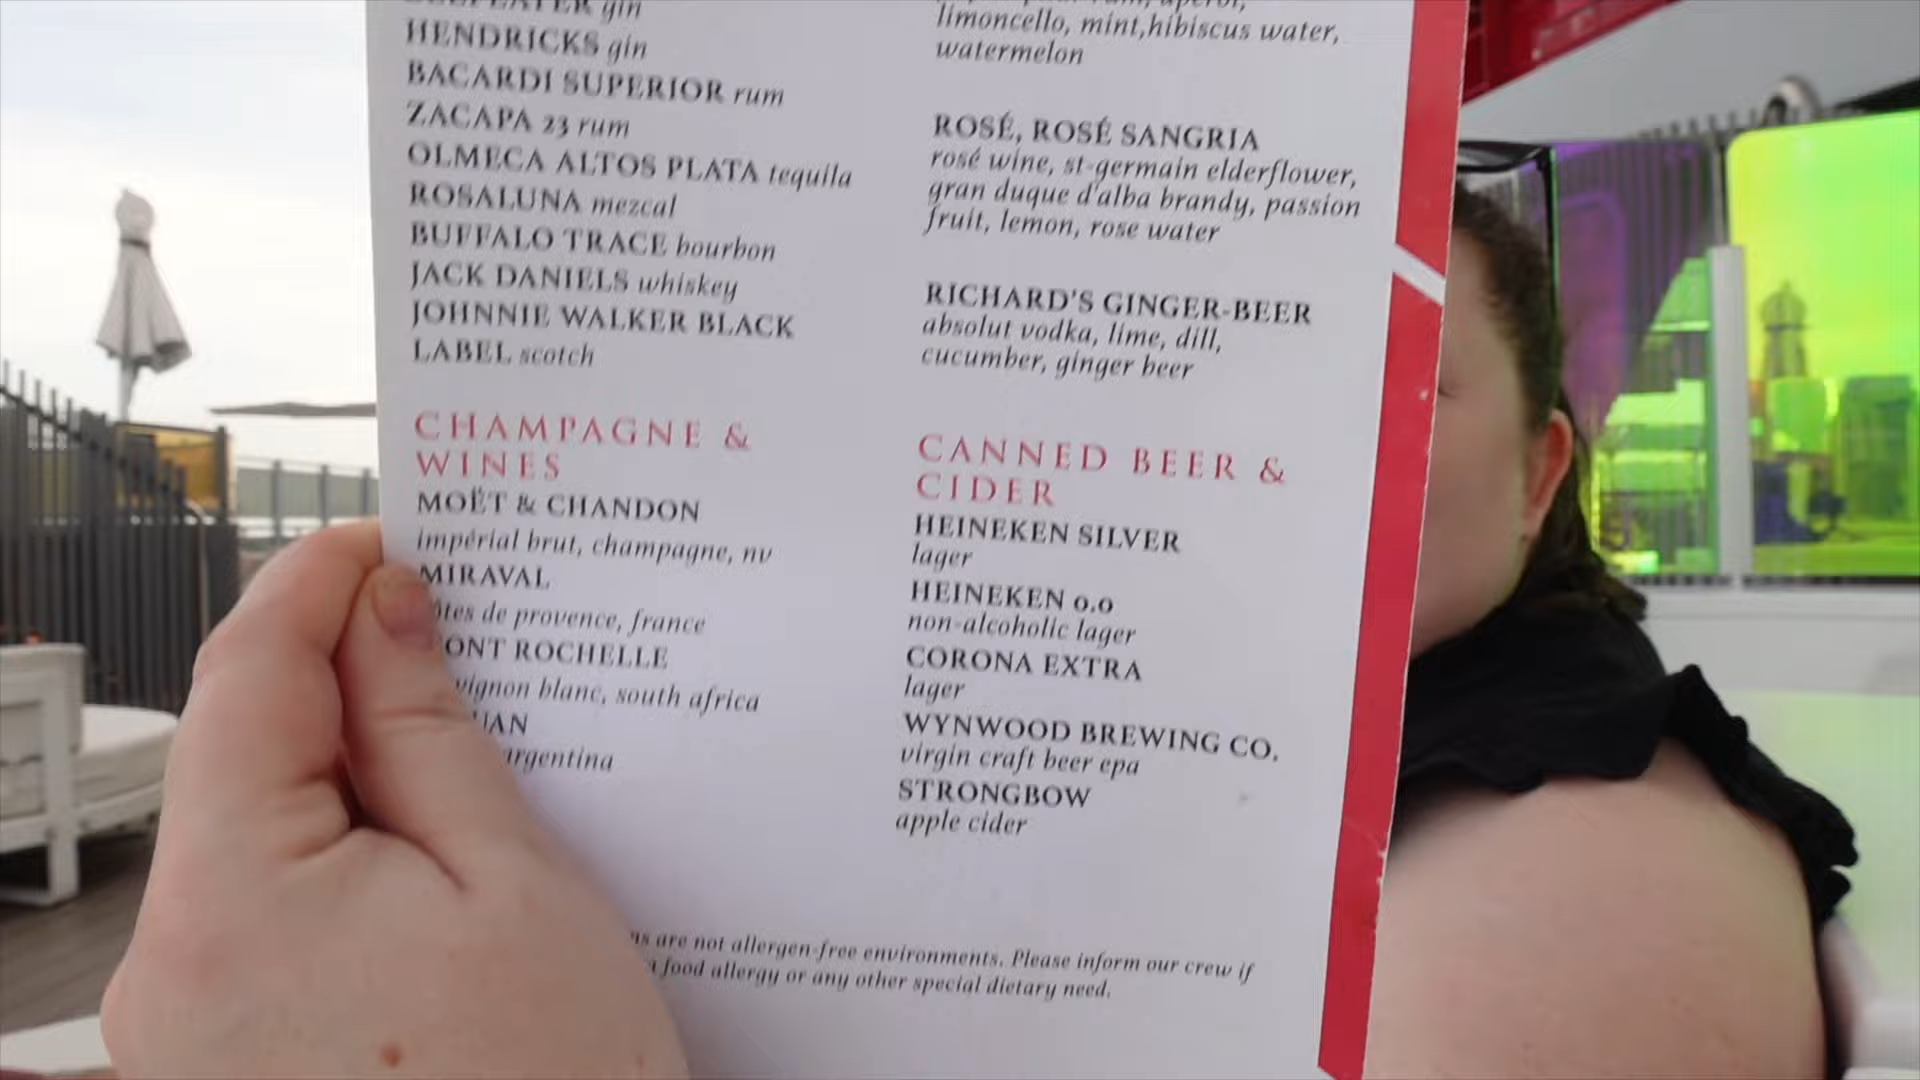 BEEFEATER gin
HENDRICKS gin
BACARDI SUPERIOR rum
ZACAPA 23 rum
OLMECA ALTOS PLATA tequila
ROSALUNA mezcal
BUFFALO TRACE bourbon
JACK DANIELS whiskey
JOHNNIE WALKER BLACK
LABEL scotch
CHAMPAGNE &
WINES
MOËT & CHANDON
impérial brut, champagne, nv
MIRAVAL
de provence, france
ROCHELLE
blanc, south africa
argentina
limoncello, mint,hibiscus water,
watermelon
ROSÉ, ROSÉ SANGRIA
rosé wine, st-germain elderflower,
gran duque d'alba brandy, passion
fruit, lemon, rose water
RICHARD'S GINGER-BEER
absolut vodka, lime, dill,
cucumber, ginger beer
CANNED BEER &
CIDER
HEINEKEN SILVER
lager
HEINEKEN 0.0
non-alcoholic lager
CORONA EXTRA
lager
WYNWOOD BREWING CO.
virgin craft beer epa
STRONGBOW
apple cider
are not allergen-free environments. Please inform our crew if
food allergy or any other special dietary need.